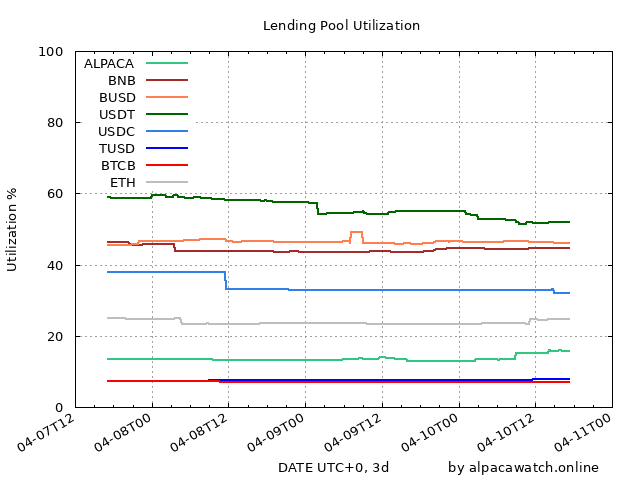 Lending Pool Utilization
100
80
60
40
20
0
Utilization %
ALPACA
BNB
BUSD
USDT
USDC
TUSD
BTCB
ETH
04-07T12 04-08T00 04-08T12 04-09T00 04-09T12 04-10T00 04-10T12 04-11T00
DATE UTC+0, 3d by alpacawatch.online